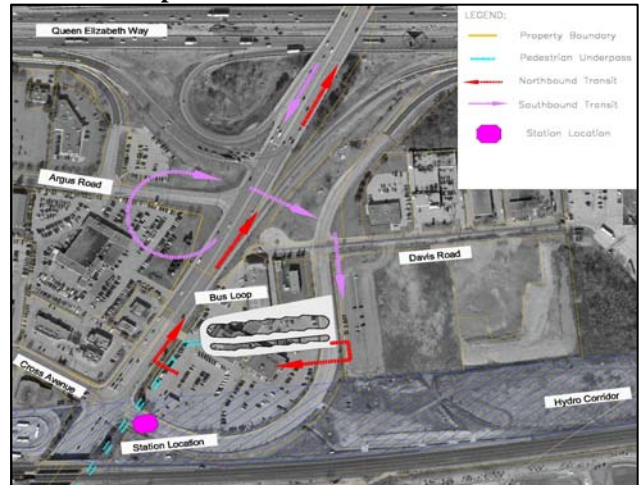 Queen Elizabeth Way
LEGEND:
Property Boundary
Pedestrian Underpass
Northbound Transit
Southbound Transit
Station Location
Argus Road
Davis Road
Bus Loop
Cross Avenue
Hydro Corridor
Station Location